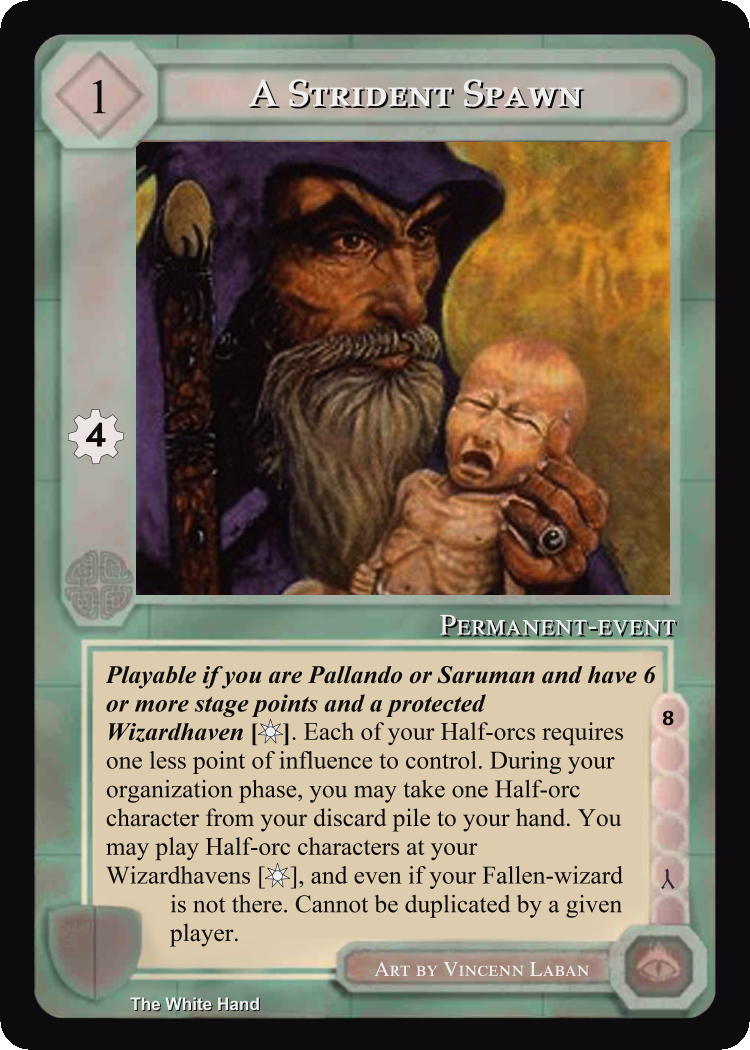 1
A Strident Spawn
4
Permanent-event
Playable if you are Pallando or Saruman and have 6
or more stage points and a protected
Wizardhaven [ ]. Each of your Half-orcs requires
one less point of influence to control. During your
organization phase, you may take one Half-orc
character from your discard pile to your hand. You
may play Half-orc characters at your
Wizardhavens [ ], and even if your Fallen-wizard
is not there. Cannot be duplicated by a given
player.
8
Art by Vincenn Laban
The White Hand